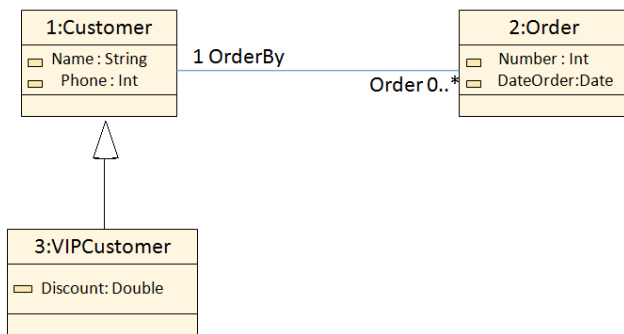 1:Customer
Name : String
Phone : Int
1 OrderBy
Order 0..*
2:Order
Number : Int
DateOrder:Date
3:VIPCustomer
Discount: Double